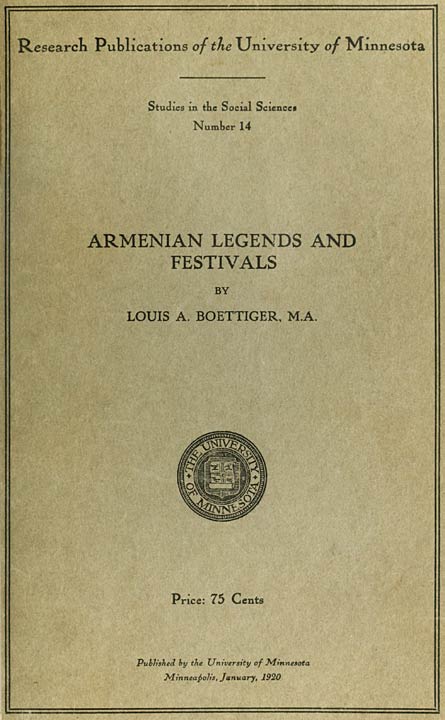 Research Publications of the University of Minnesota
Studies in the Social Sciences
Number 14
ARMENIAN LEGENDS AND
FESTIVALS
BY
LOUIS A. BOETTIGER, M.A.
THE UNIVERSITY
OF MINNESOTA
Price: 75 Cents
Published by the University of Minnesota
Minneapolis, January, 1920